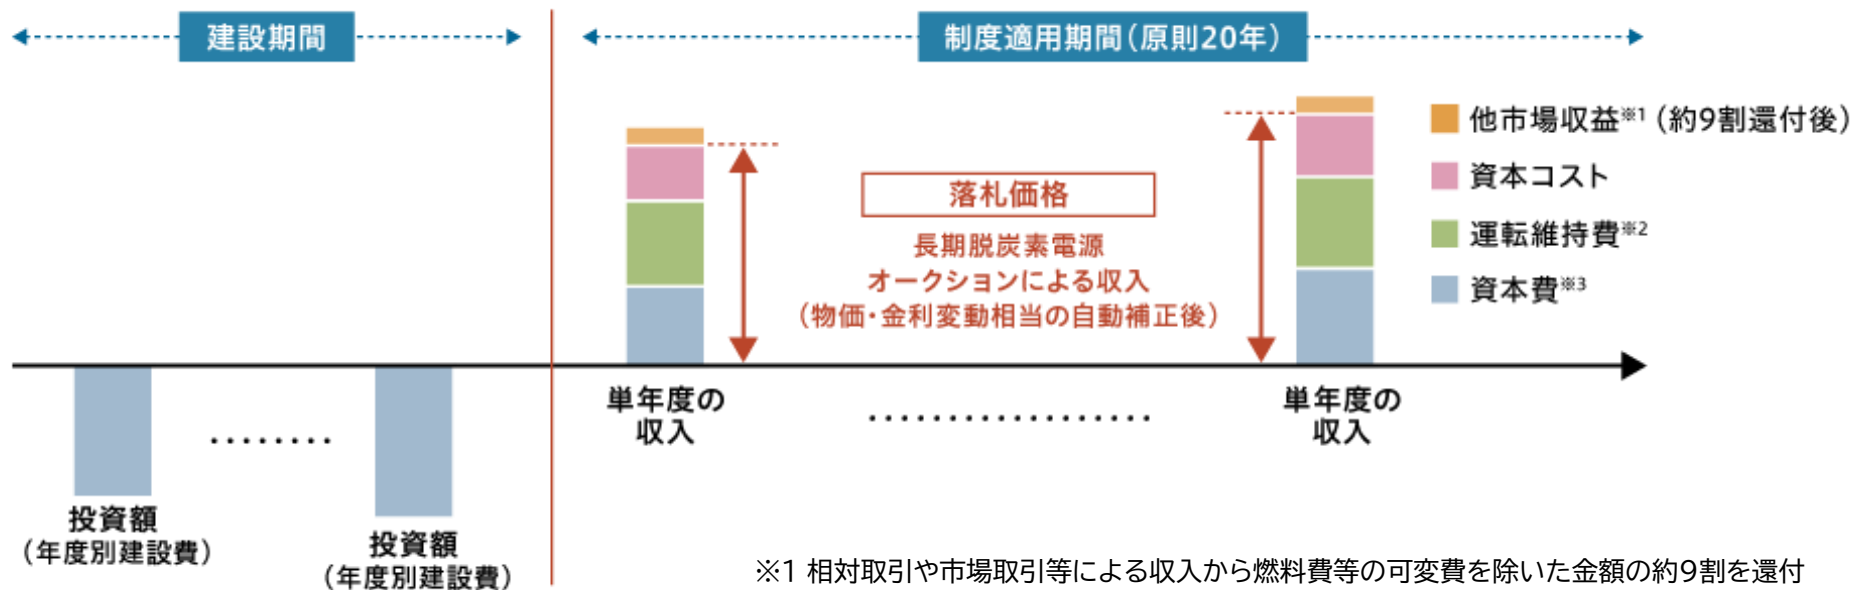 建設期間
制度適用期間（原則20年）
他市場収益※1（約9割還付後）
資本コスト
運転維持費※2
資本費※3
落札価格
長期脱炭素電源
オークションによる収入
（物価・金利変動相当の自動補正後）
単年度の
収入
単年度の
収入
投資額
（年度別建設費）
投資額
（年度別建設費）
※1 相対取引や市場取引等による収入から燃料費等の可変費を除いた金額の約9割を還付